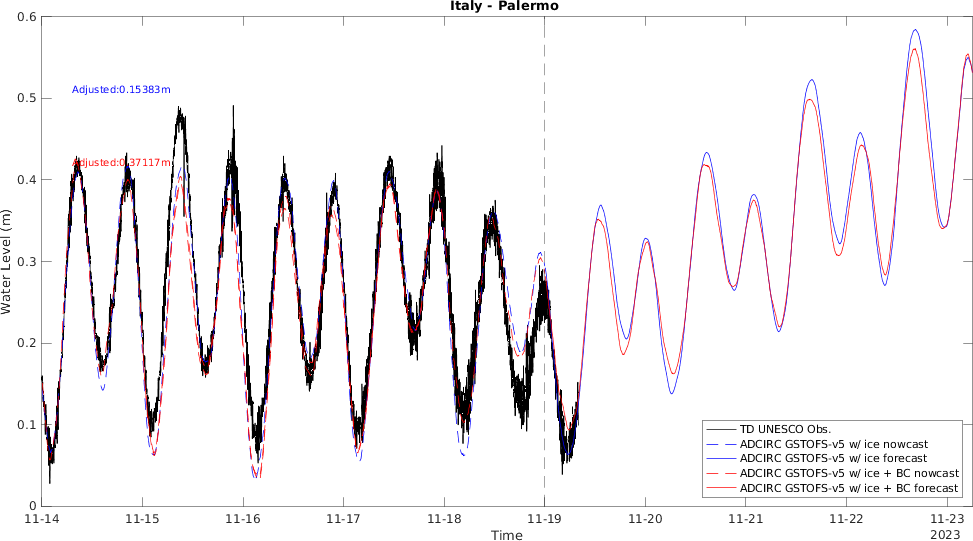 Italy - Palermo
0.6
0.5
0.4
0.3
0.2
0.1
0
Water Level (m)
Adjusted:0.15383m
Adjusted:0.37117m
TD UNESCO Obs.
ADCIRC GSTOFS-v5 w/ ice nowcast
ADCIRC GSTOFS-v5 w/ ice forecast
ADCIRC GSTOFS-v5 w/ ice + BC nowcast
ADCIRC GSTOFS-v5 w/ ice + BC forecast
11-14 11-15 11-16 11-17 11-18 11-19 11-20 11-21 11-22 11-23
2023
Time